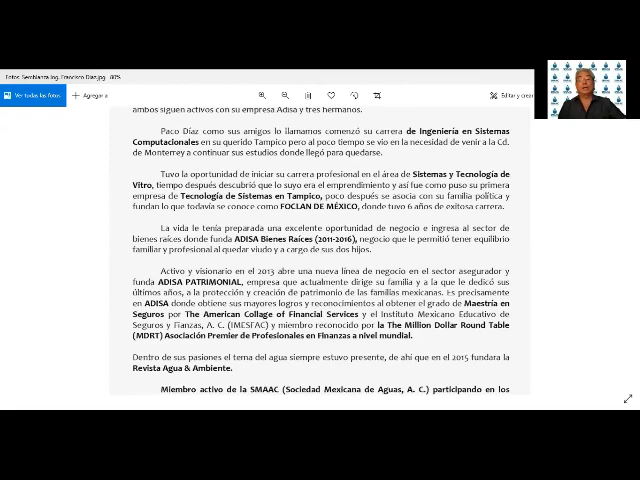 Fotos: Semblanza Ing. Francisco Díaz.jpg 80%
Ver todas las fotos
Agregar a
Editar y crear
ambos siguen activos con su empresa Adisa y tres hermanos.
Paco Díaz como sus amigos lo llamamos comenzó su carrera de Ingeniería en Sistemas
Computacionales en su querido Tampico pero al poco tiempo se vio en la necesidad de venir a la Cd.
de Monterrey a continuar sus estudios donde llegó para quedarse.
Tuvo la oportunidad de iniciar su carrera profesional en el área de Sistemas y Tecnología de
Vitro, tiempo después descubrió que lo suyo era el emprendimiento y así fue como puso su primera
empresa de Tecnología de Sistemas en Tampico, poco después se asocia con su familia política y
fundan lo que todavía se conoce como FOCLAN DE MÉXICO, donde tuvo 6 años de exitosa carrera.
La vida le tenía preparada una excelente oportunidad de negocio e ingresa al sector de
bienes raíces donde funda ADISA Bienes Raíces (2011-2016), negocio que le permitió tener equilibrio
familiar y profesional al quedar viudo y a cargo de sus dos hijos.
Activo y visionario en el 2013 abre una nueva línea de negocio en el sector asegurador y
funda ADISA PATRIMONIAL, empresa que actualmente dirige su familia y a la que le dedicó sus
últimos años, a la protección y creación de patrimonio de las familias mexicanas. Es precisamente
en ADISA donde obtiene sus mayores logros y reconocimientos al obtener el grado de Maestría en
Seguros por The American Collage of Financial Services y el Instituto Mexicano Educativo de
Seguros y Fianzas, A. C. (IMESFAC) y miembro reconocido por la The Million Dollar Round Table
(MDRT) Asociación Premier de Profesionales en Finanzas a nivel mundial.
Dentro de sus pasiones el tema del agua siempre estuvo presente, de ahí que en el 2015 fundara la
Revista Agua & Ambiente.
Miembro activo de la SMAAC (Sociedad Mexicana de Aguas, A. C.) participando en los